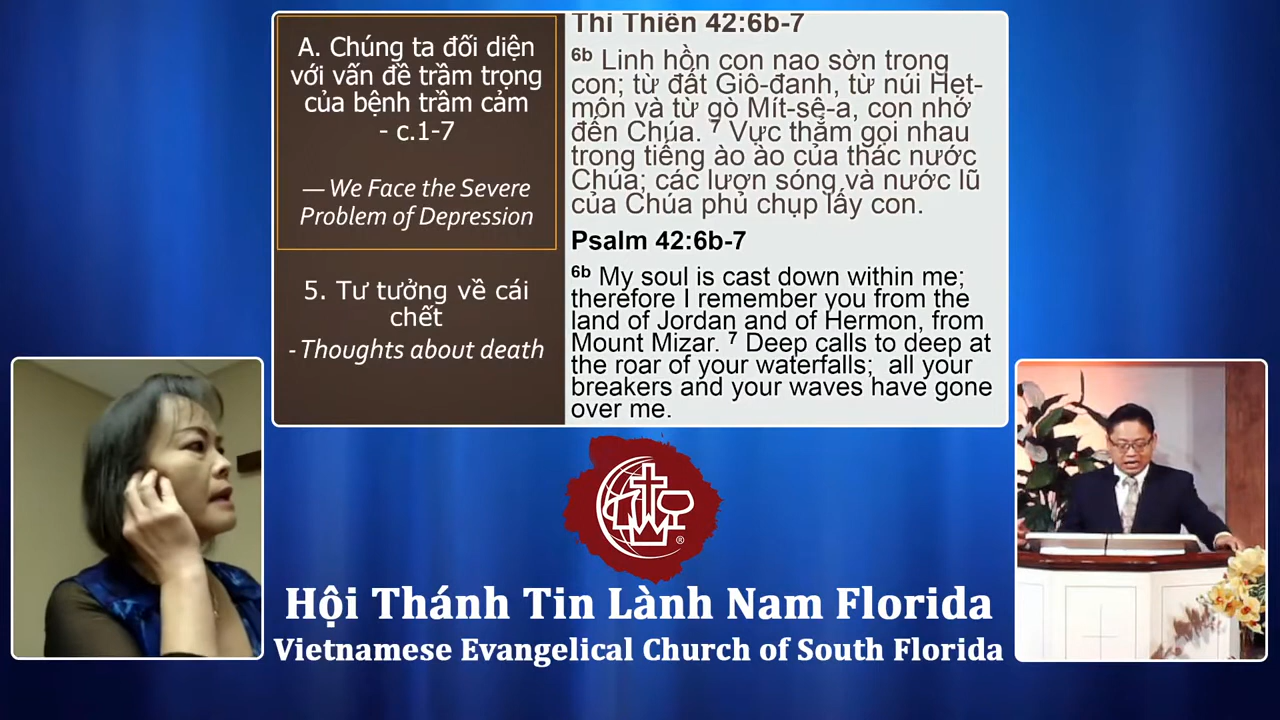 A. Chúng ta đối diện
với vấn đề trầm trọng
của bệnh trầm cảm
- c.1-7
— We Face the Severe
Problem of Depression
5. Tư tưởng về cái
chết
- Thoughts about death
Thi Thiên 42:6b-7
6b Linh hồn con nao sờn trong
con; từ đất Giô-đanh, từ núi Hẹt-
môn và từ gò Mít-sê-a, con nhớ
đến Chúa. 7 Vực thẳm gọi nhau
trong tiếng ào ào của thác nước
Chúa; các lượn sóng và nước lũ
của Chúa phủ chụp lấy con.
Psalm 42:6b-7
6b My soul is cast down within me;
therefore I remember you from the
land of Jordan and of Hermon, from
Mount Mizar. 7 Deep calls to deep at
the roar of your waterfalls;  all your
breakers and your waves have gone
over me.
®
Hội Thánh Tin Lành Nam Florida
Vietnamese Evangelical Church of South Florida